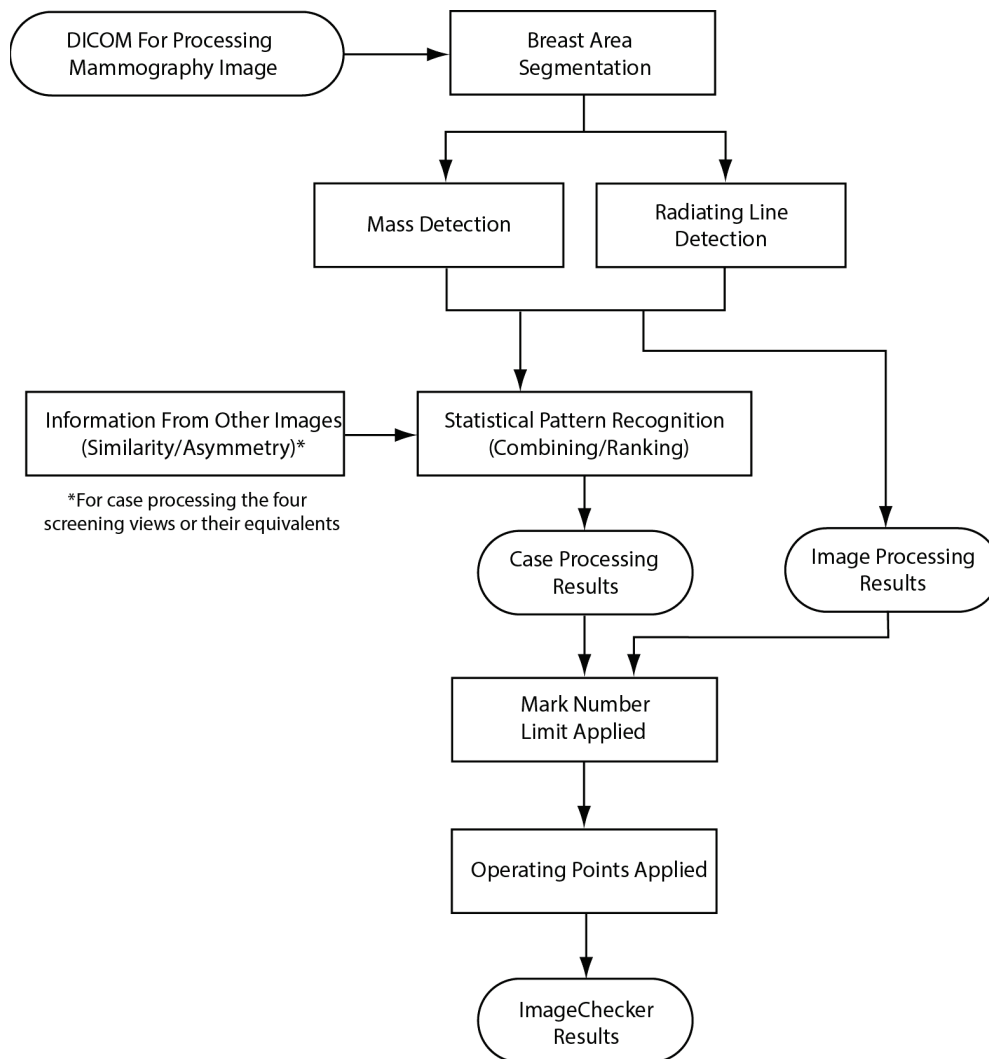 DICOM For Processing
Mammography Image
Breast Area
Segmentation
Mass Detection
Radiating Line
Detection
Information From Other Images
(Similarity/Asymmetry)*
Statistical Pattern Recognition
(Combining/Ranking)
*For case processing the four
screening views or their equivalents
Case Processing
Results
Image Processing
Results
Mark Number
Limit Applied
Operating Points Applied
ImageChecker
Results